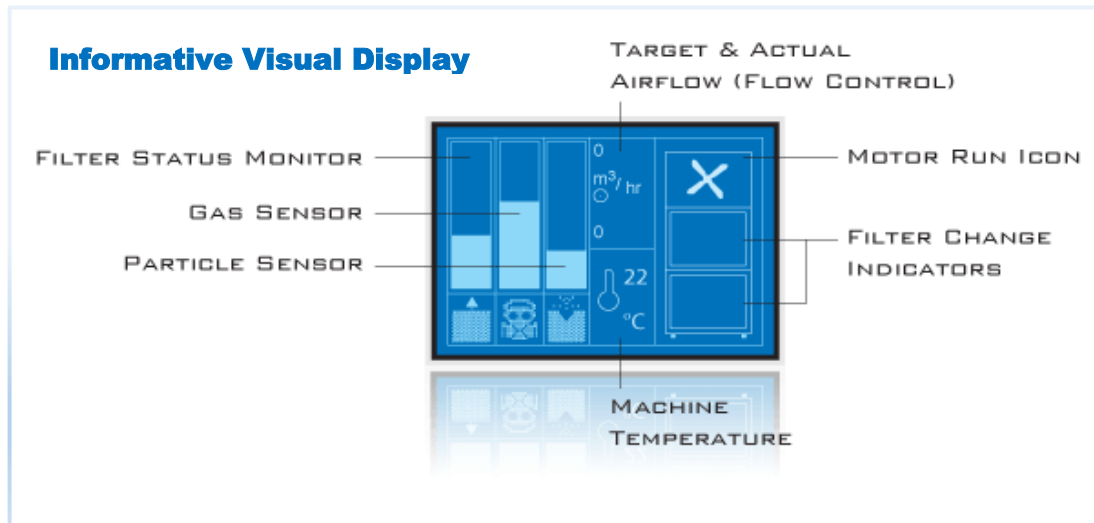 Informative Visual Display
TARGET & ACTUAL
AIRFLOW (FLOW CONTROL)
FILTER STATUS MONITOR
GAS SENSOR
PARTICLE SENSOR
0
m³/ hr
0
22
°C
MOTOR RUN ICON
FILTER CHANGE
INDICATORS
MACHINE
TEMPERATURE